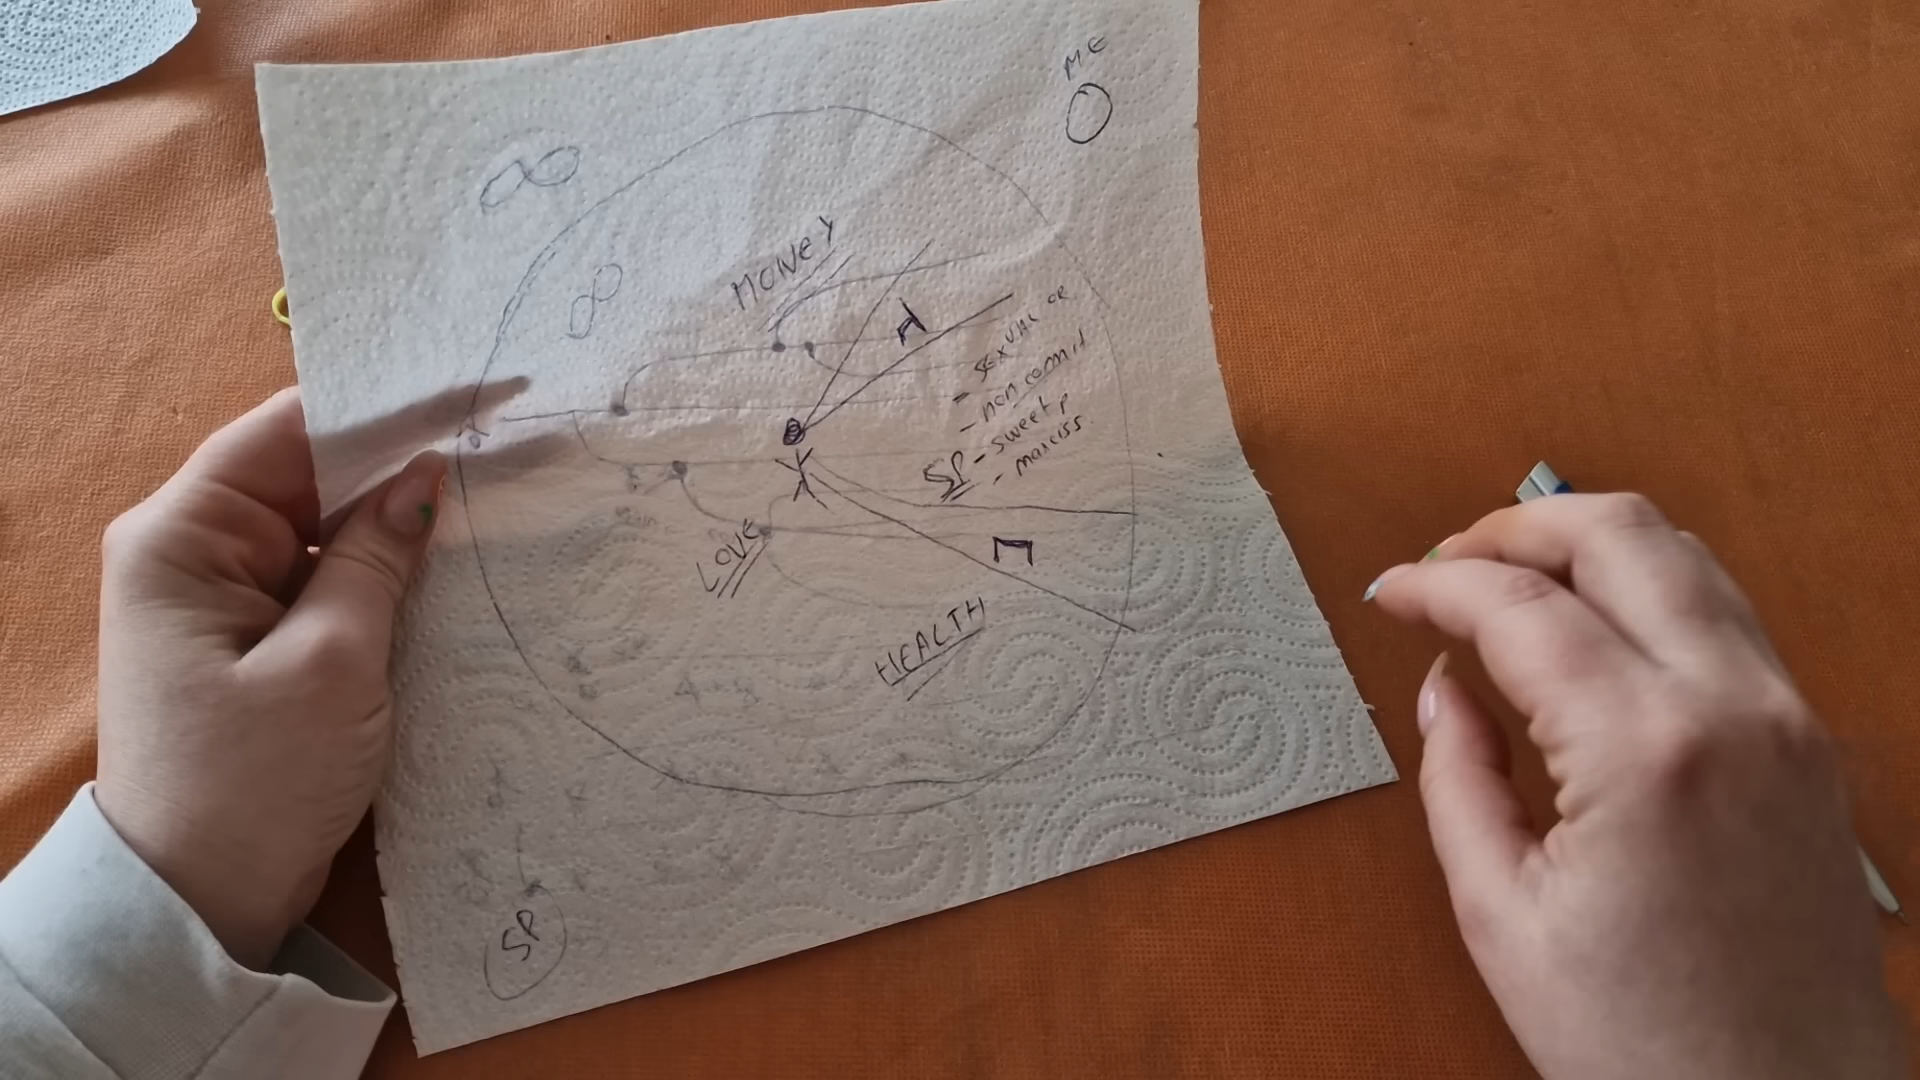 ME
MONEY
= SEXUAL OR
- non commit
SP - sweet p
- narciss.
LOVE
HEALTH
SP